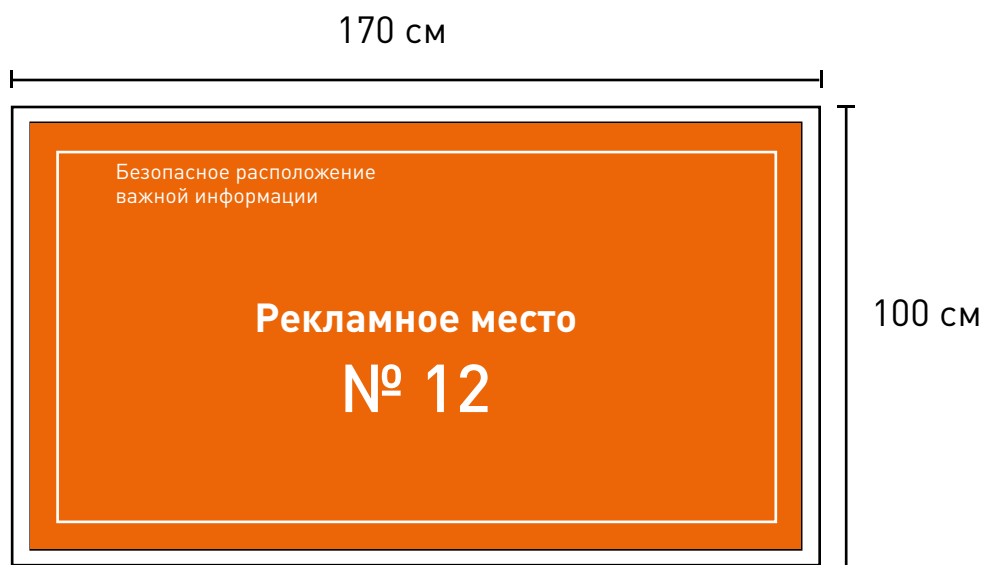 170 см
Безопасное расположение
важной информации
Рекламное место
№ 12
100 см